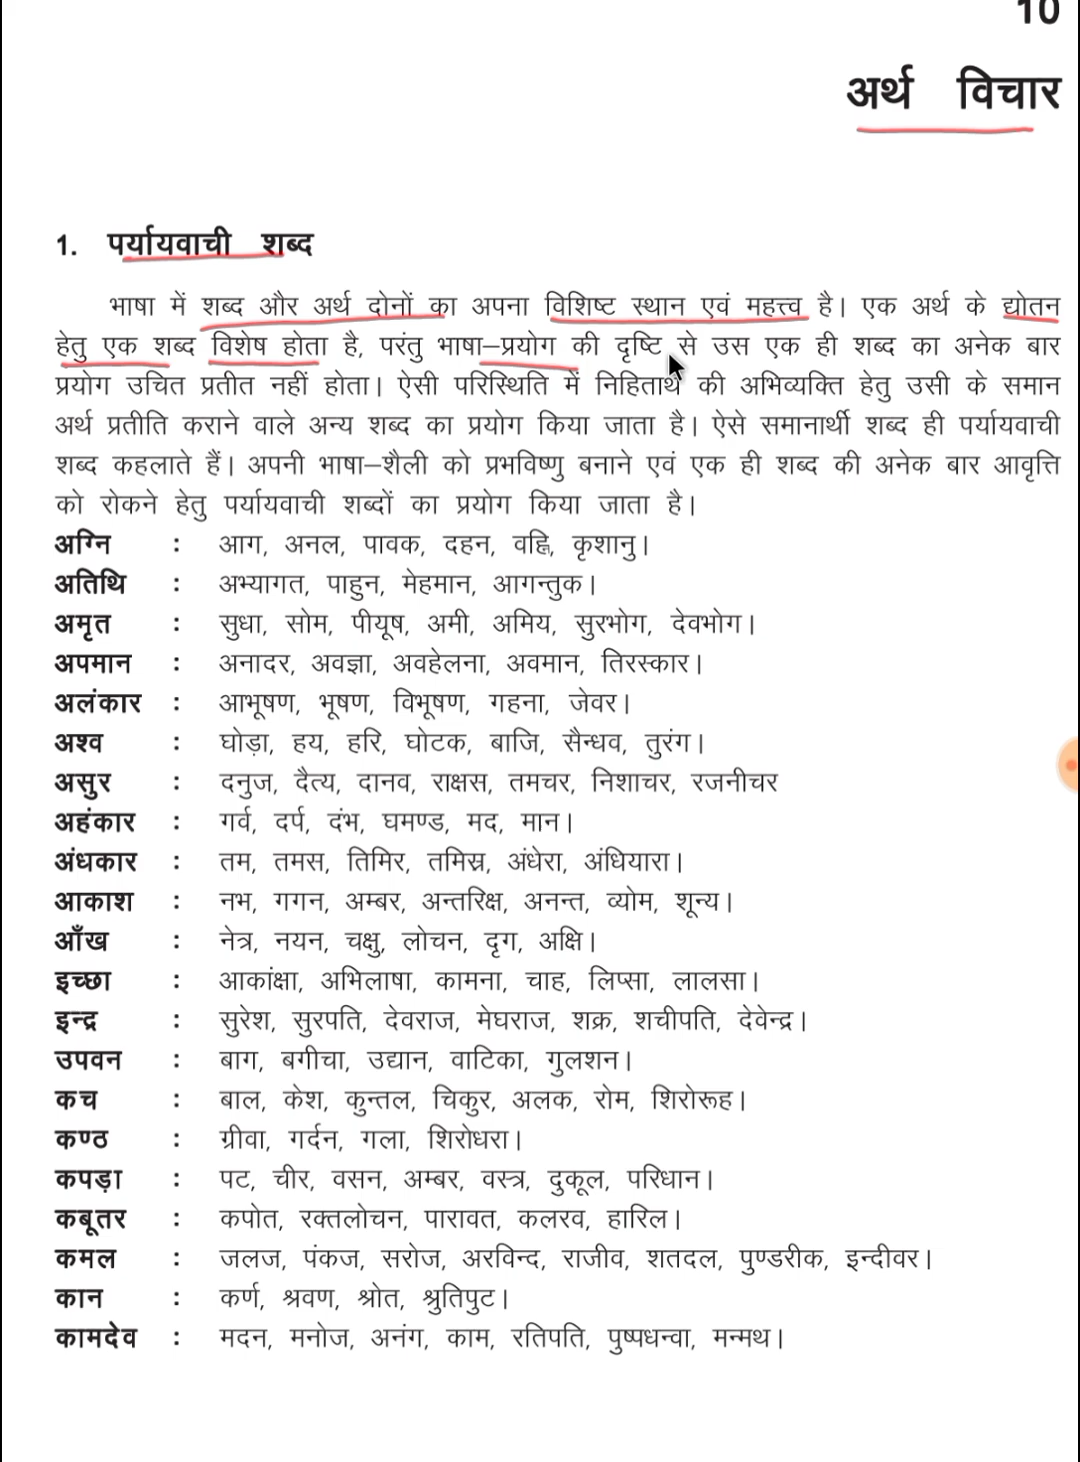 10
अर्थ विचार
1. पर्यायवाची शब्द
भाषा में शब्द और अर्थ दोनों का अपना विशिष्ट स्थान एवं महत्त्व है। एक अर्थ के द्योतन
हेतु एक शब्द विशेष होता है, परंतु भाषा–प्रयोग की दृष्टि से उस एक ही शब्द का अनेक बार
प्रयोग उचित प्रतीत नहीं होता। ऐसी परिस्थिति में निहितार्थ की अभिव्यक्ति हेतु उसी के समान
अर्थ प्रतीति कराने वाले अन्य शब्द का प्रयोग किया जाता है। ऐसे समानार्थी शब्द ही पर्यायवाची
शब्द कहलाते हैं। अपनी भाषा–शैली को प्रभविष्णु बनाने एवं एक ही शब्द की अनेक बार आवृत्ति
को रोकने हेतु पर्यायवाची शब्दों का प्रयोग किया जाता है।
अग्नि : आग, अनल, पावक, दहन, वह्नि, कृशानु।
अतिथि : अभ्यागत, पाहुन, मेहमान, आगन्तुक।
अमृत : सुधा, सोम, पीयूष, अमी, अमिय, सुरभोग, देवभोग।
अपमान : अनादर, अवज्ञा, अवहेलना, अवमान, तिरस्कार।
अलंकार : आभूषण, भूषण, विभूषण, गहना, जेवर।
अश्व : घोड़ा, हय, हरि, घोटक, बाजि, सैन्धव, तुरंग।
असुर : दनुज, दैत्य, दानव, राक्षस, तमचर, निशाचर, रजनीचर
अहंकार : गर्व, दर्प, दंभ, घमण्ड, मद, मान।
अंधकार : तम, तमस, तिमिर, तमिस्र, अंधेरा, अंधियारा।
आकाश : नभ, गगन, अम्बर, अन्तरिक्ष, अनन्त, व्योम, शून्य।
आँख : नेत्र, नयन, चक्षु, लोचन, दृग, अक्षि।
इच्छा : आकांक्षा, अभिलाषा, कामना, चाह, लिप्सा, लालसा।
इन्द्र : सुरेश, सुरपति, देवराज, मेघराज, शक्र, शचीपति, देवेन्द्र।
उपवन : बाग, बगीचा, उद्यान, वाटिका, गुलशन।
कच : बाल, केश, कुन्तल, चिकुर, अलक, रोम, शिरोरूह।
कण्ठ : ग्रीवा, गर्दन, गला, शिरोधरा।
कपड़ा : पट, चीर, वसन, अम्बर, वस्त्र, दुकूल, परिधान।
कबूतर : कपोत, रक्तलोचन, पारावत, कलरव, हारिल।
कमल : जलज, पंकज, सरोज, अरविन्द, राजीव, शतदल, पुण्डरीक, इन्दीवर।
कान : कर्ण, श्रवण, श्रोत, श्रुतिपुट।
कामदेव : मदन, मनोज, अनंग, काम, रतिपति, पुष्पधन्वा, मन्मथ।